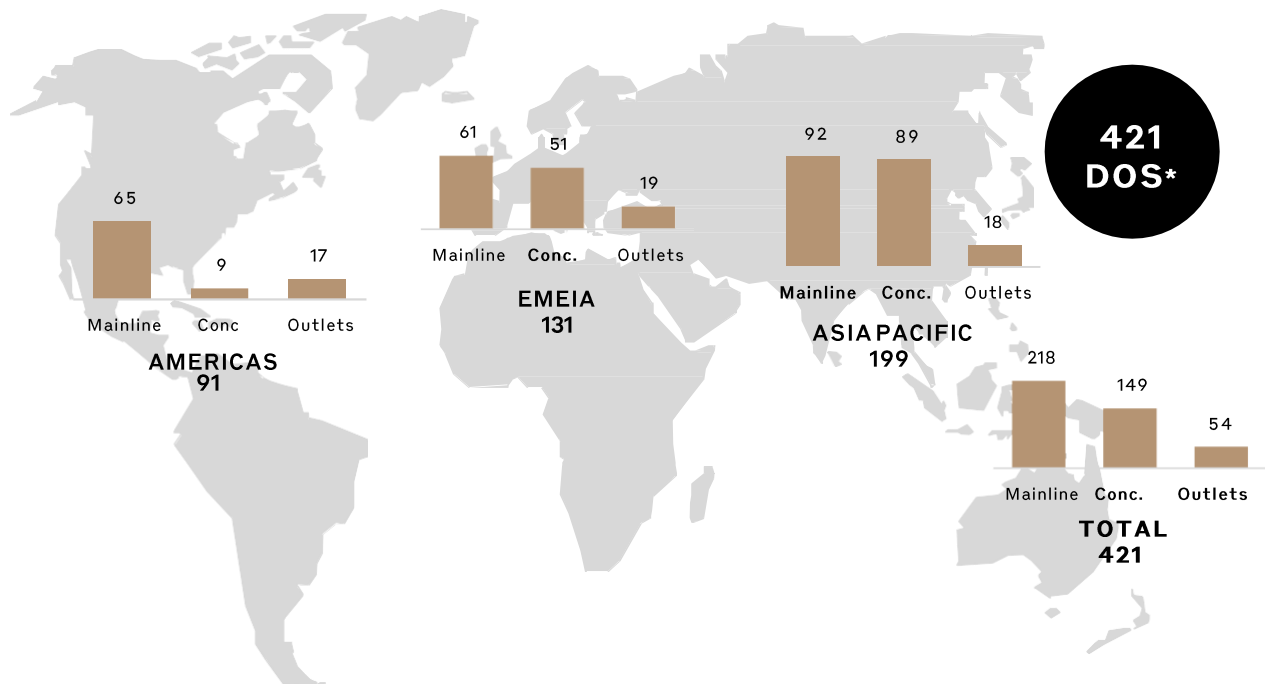 65
9
17
Mainline Conc Outlets
AMERICAS
91
61
51
19
Mainline Conc. Outlets
EMEIA
131
92
89
18
Mainline Conc. Outlets
ASIA PACIFIC
199
421
DOS*
218
149
54
Mainline Conc. Outlets
TOTAL
421